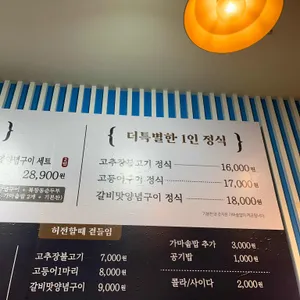 구이 세트
28,900원
{ 더특별한 1인 정식 }
고추장불고기 정식 16,000원
고등어구이 정식 17,000원
갈비맛양념구이 정식 18,000원
허전할때 곁들임
고추장불고기 7,000원
고등어1마리 8,000원
갈비맛양념구이 9,000원
가마솥밥 추가 3,000원
공기밥 1,000원
콜라/사이다 2,000원